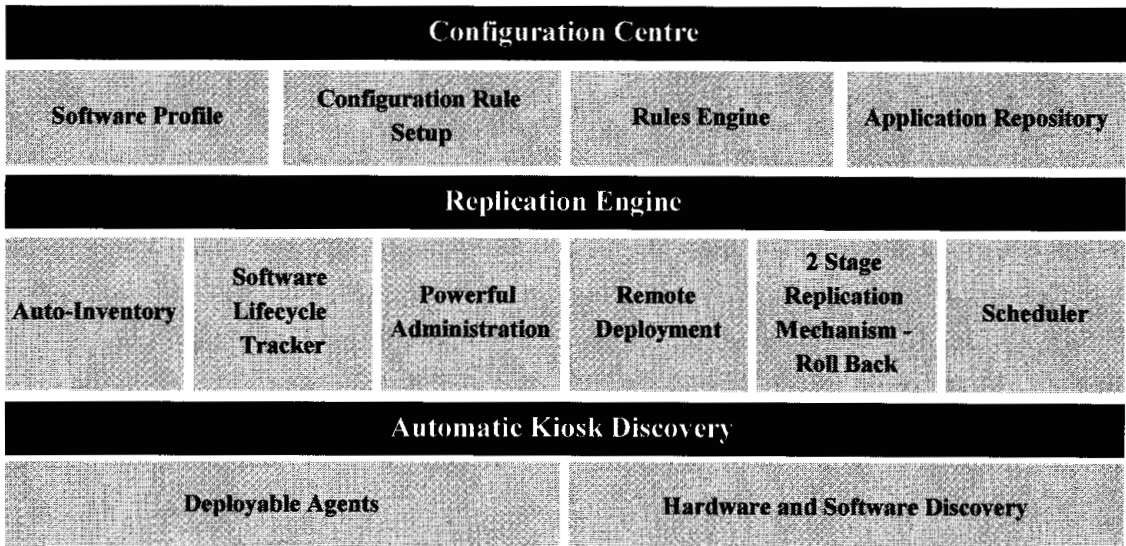 Configuration Centre
Software Profile
Configuration Rule
Setup
Rules Engine
Application Repository
Replication Engine
Auto-Inventory
Software
Lifecycle
Tracker
Powerful
Administration
Remote
Deployment
2 Stage
Replication
Mechanism -
Roll Back
Scheduler
Automatic Kiosk Discovery
Deployable Agents
Hardware and Software Discovery